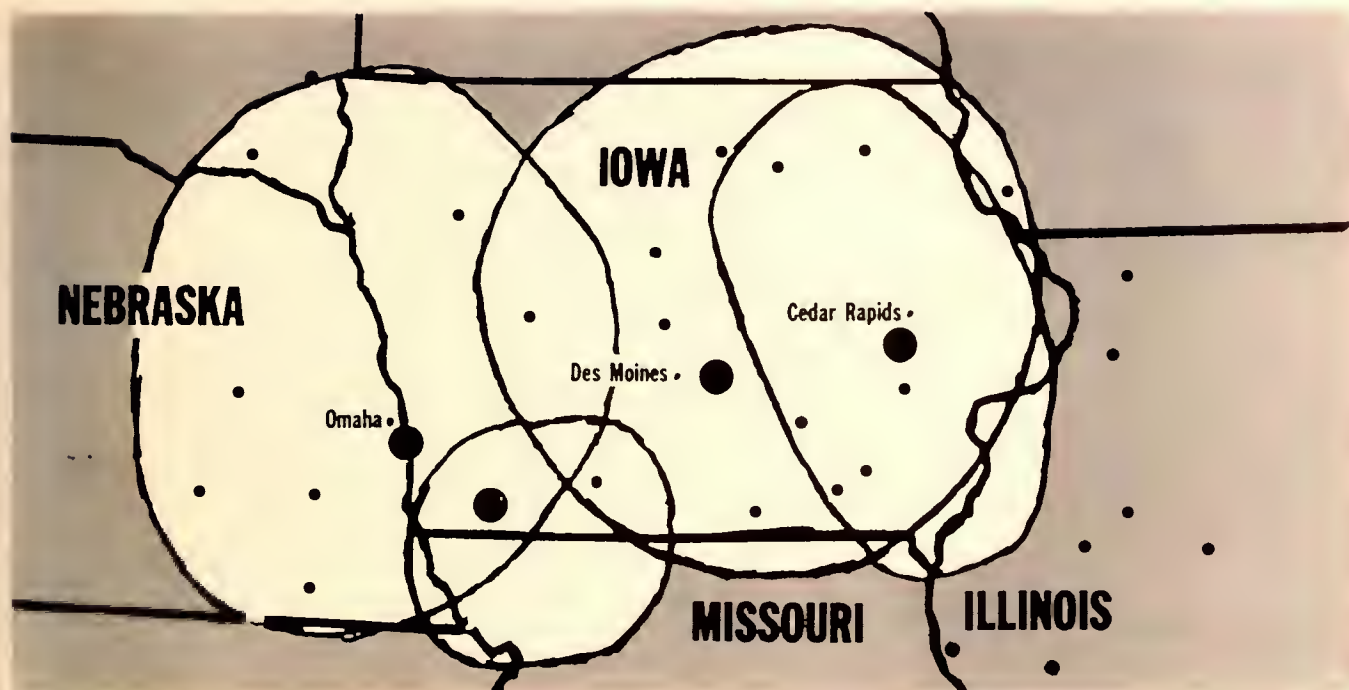 IOWA
NEBRASKA
Cedar Rapids
Des Moines
Omaha
MISSOURI
ILLINOIS